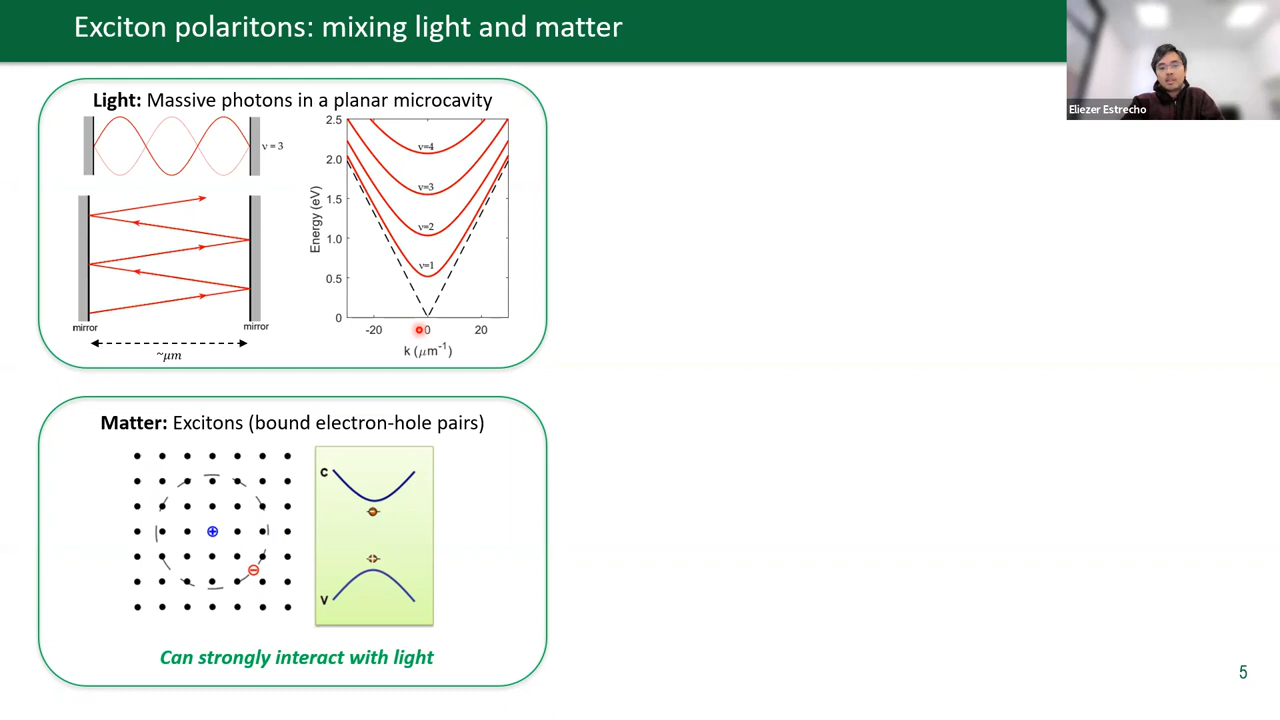 Exciton polaritons: mixing light and matter
Eliezer Estrecho
Light: Massive photons in a planar microcavity
ν = 3
mirror
mirror
~μm
2.5
2.0
1.5
1.0
0.5
0
Energy (eV)
ν=4
ν=3
ν=2
ν=1
-20
0
20
k (μm⁻¹)
Matter: Excitons (bound electron-hole pairs)
C
V
Can strongly interact with light
5